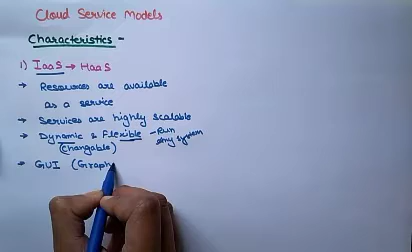 Cloud Service Models
Characteristics -
1) IaaS → HaaS
→ Resources are available
as a service
→ Services are highly scalable
→ Dynamic & Flexible - Run
(Changable) any system
→ GUI (Graph